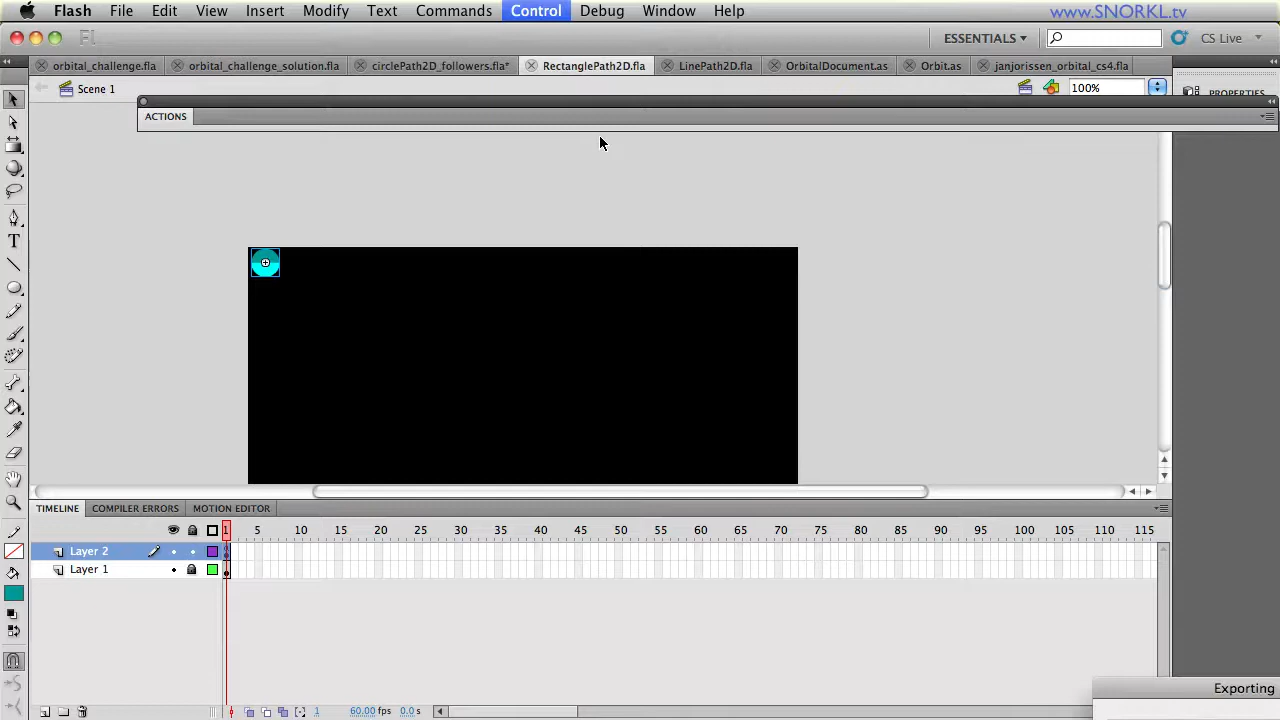 Flash File Edit View Insert Modify Text Commands Control Debug Window Help www.SNORKL.tv
FL ESSENTIALS CS Live
orbital_challenge.fla orbital_challenge_solution.fla circlePath2D_followers.fla* RectanglePath2D.fla LinePath2D.fla OrbitalDocument.as Orbit.as janjorissen_orbital_cs4.fla
Scene 1 100% PROPERTIES
ACTIONS
T
TIMELINE COMPILER ERRORS MOTION EDITOR
1 5 10 15 20 25 30 35 40 45 50 55 60 65 70 75 80 85 90 95 100 105 110 115
Layer 2
Layer 1
Exporting
1 60.00 fps 0.0 s